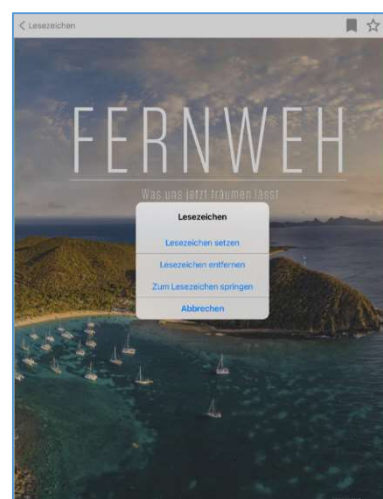 Lesezeichen
FERNWEH
Was uns jetzt träumen lässt
Lesezeichen
Lesezeichen setzen
Lesezeichen entfernen
Zum Lesezeichen springen
Abbrechen